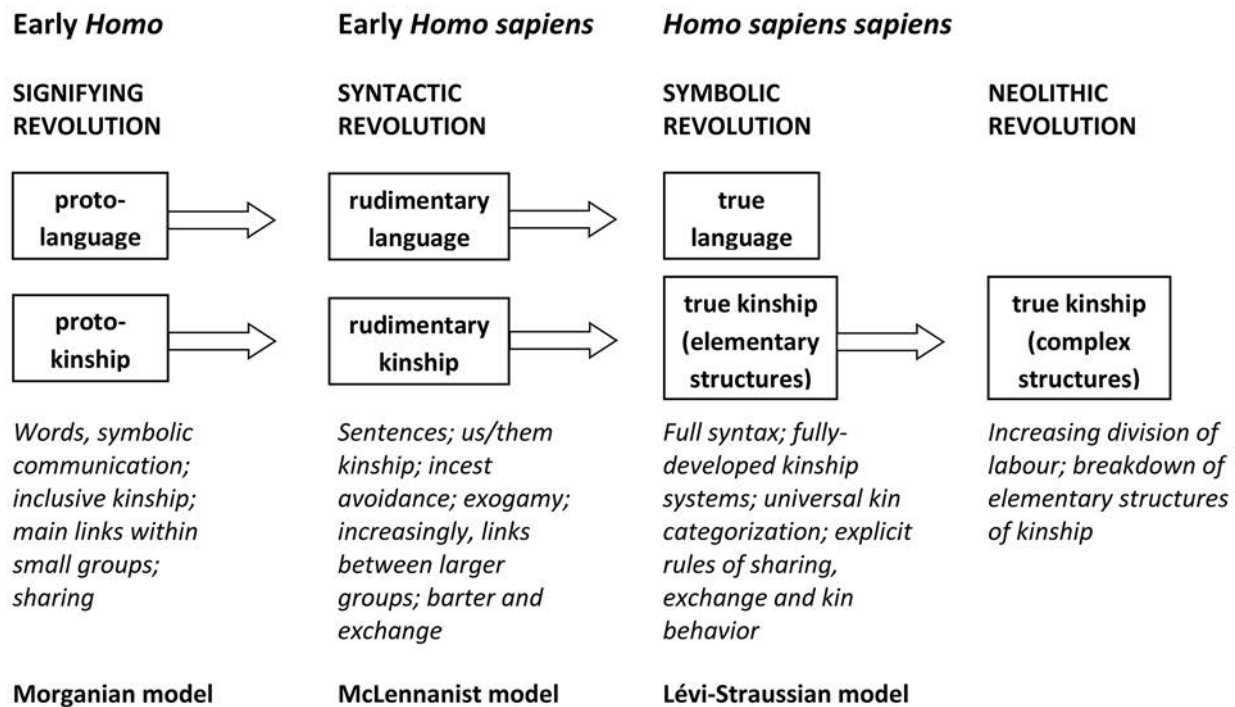 Early Homo
Early Homo sapiens
Homo sapiens sapiens
SIGNIFYING
REVOLUTION
SYNTACTIC
REVOLUTION
SYMBOLIC
REVOLUTION
NEOLITHIC
REVOLUTION
proto-
language
rudimentary
language
true
language
proto-
kinship
rudimentary
kinship
true kinship
(elementary
structures)
true kinship
(complex
structures)
Words, symbolic
communication;
inclusive kinship;
main links within
small groups;
sharing
Sentences; us/them
kinship; incest
avoidance; exogamy;
increasingly, links
between larger
groups; barter and
exchange
Full syntax; fully-
developed kinship
systems; universal kin
categorization; explicit
rules of sharing,
exchange and kin
behavior
Increasing division of
labour; breakdown of
elementary structures
of kinship
Morganian model
McLennanist model
Lévi-Straussian model